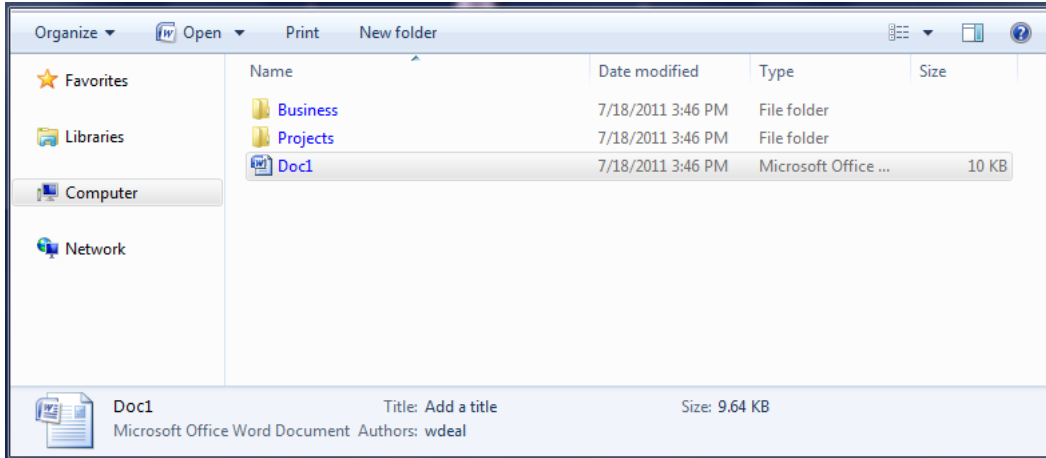 Organize Open Print New folder
Favorites
Libraries
Computer
Network
Name Date modified Type Size
Business 7/18/2011 3:46 PM File folder
Projects 7/18/2011 3:46 PM File folder
Doc1 7/18/2011 3:46 PM Microsoft Office ... 10 KB
Doc1 Title: Add a title Size: 9.64 KB
Microsoft Office Word Document Authors: wdeal